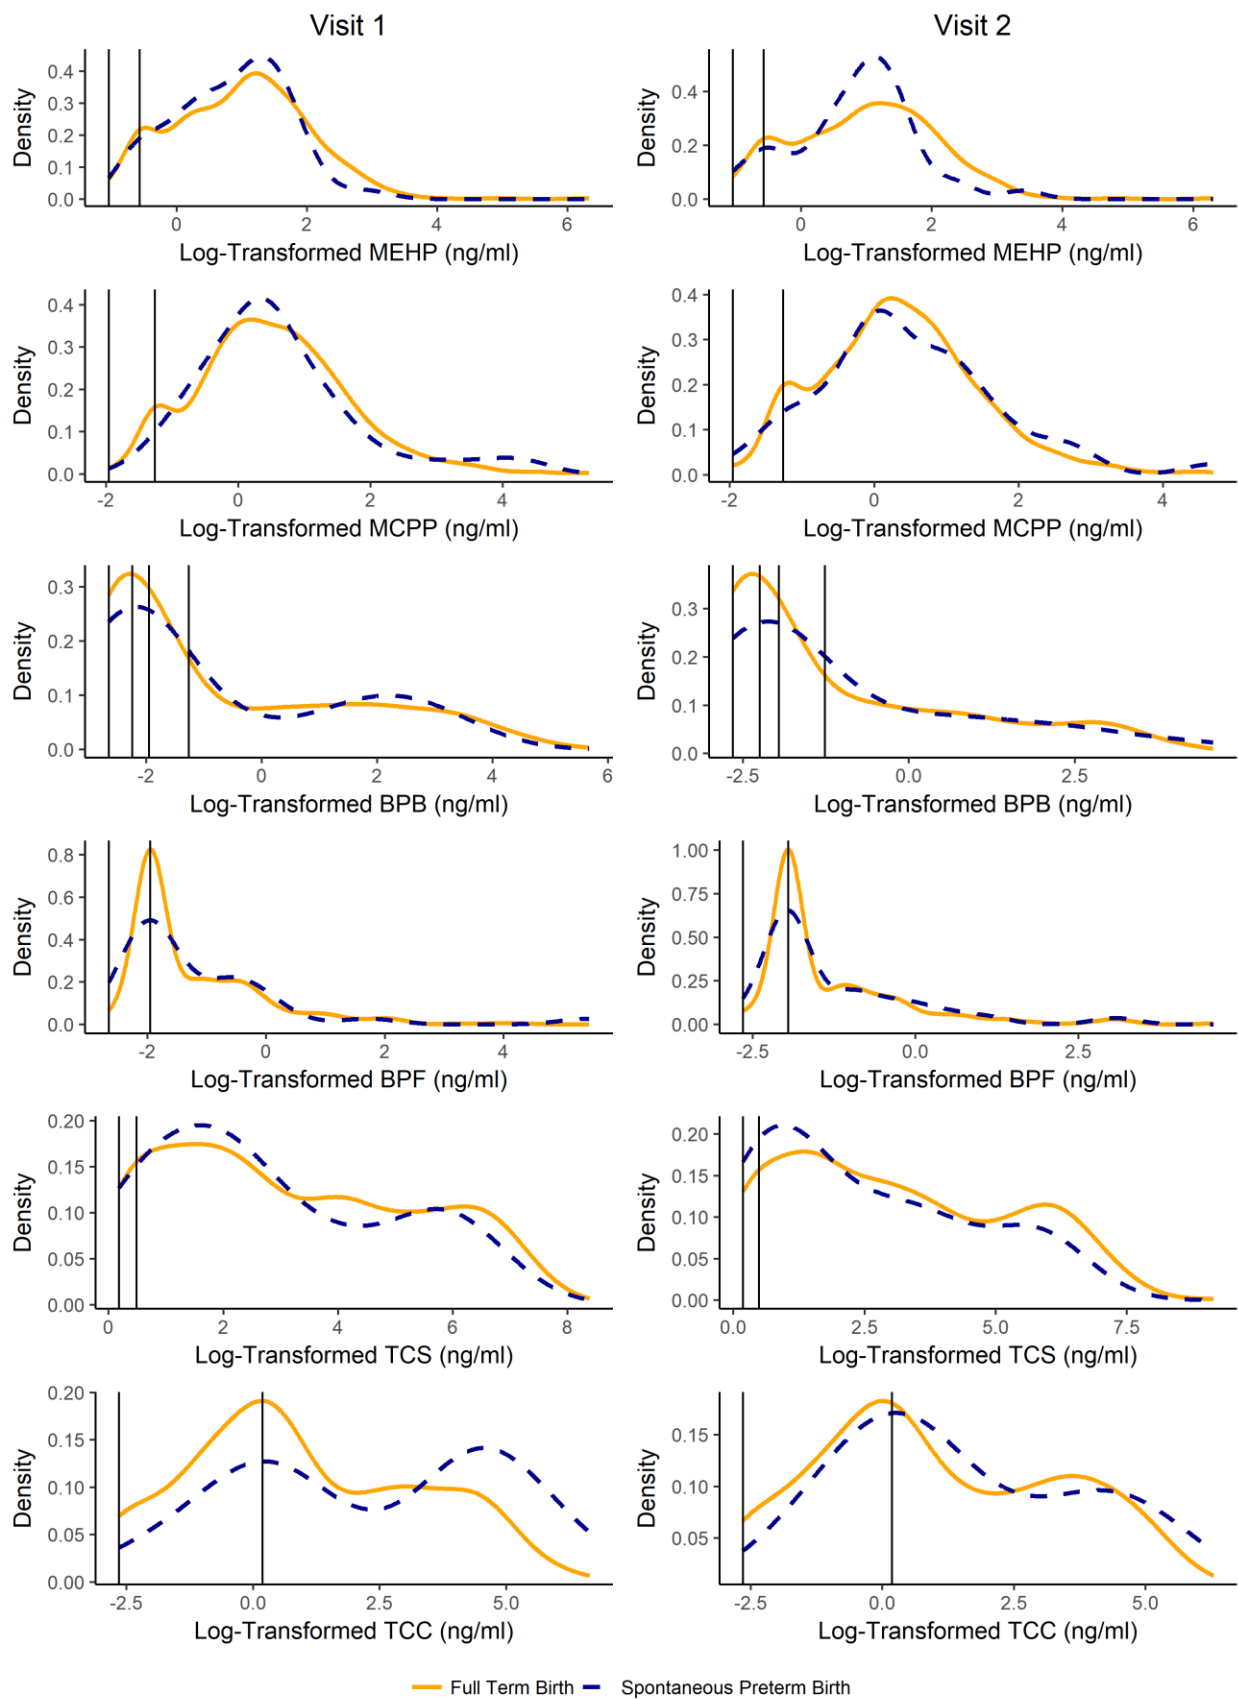 Visit 1
Visit 2
Density
0.4
0.3
0.2
0.1
0.0
0 2 4 6
Log-Transformed MEHP (ng/ml)
Density
0.4
0.2
0.0
0 2 4 6
Log-Transformed MEHP (ng/ml)
Density
0.4
0.3
0.2
0.1
0.0
-2 0 2 4
Log-Transformed MCPP (ng/ml)
Density
0.4
0.3
0.2
0.1
0.0
-2 0 2 4
Log-Transformed MCPP (ng/ml)
Density
0.3
0.2
0.1
0.0
-2 0 2 4 6
Log-Transformed BPB (ng/ml)
Density
0.3
0.2
0.1
0.0
-2.5 0.0 2.5
Log-Transformed BPB (ng/ml)
Density
0.8
0.6
0.4
0.2
0.0
-2 0 2 4
Log-Transformed BPF (ng/ml)
Density
1.00
0.75
0.50
0.25
0.00
-2.5 0.0 2.5
Log-Transformed BPF (ng/ml)
Density
0.20
0.15
0.10
0.05
0.00
0 2 4 6 8
Log-Transformed TCS (ng/ml)
Density
0.20
0.15
0.10
0.05
0.00
0.0 2.5 5.0 7.5
Log-Transformed TCS (ng/ml)
Density
0.20
0.15
0.10
0.05
0.00
-2.5 0.0 2.5 5.0
Log-Transformed TCC (ng/ml)
Density
0.15
0.10
0.05
-2.5 0.0 2.5 5.0
Log-Transformed TCC (ng/ml)
Full Term Birth Spontaneous Preterm Birth